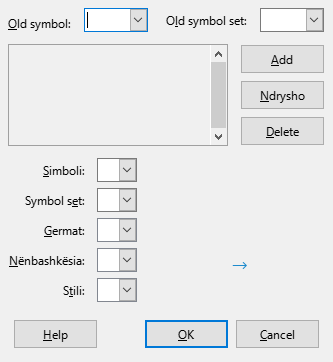 Old symbol:
Old symbol set:
Add
Ndrysho
Delete
Simboli:
Symbol set:
Germat:
Nënbashkësia:
→
Stili:
Help
OK
Cancel